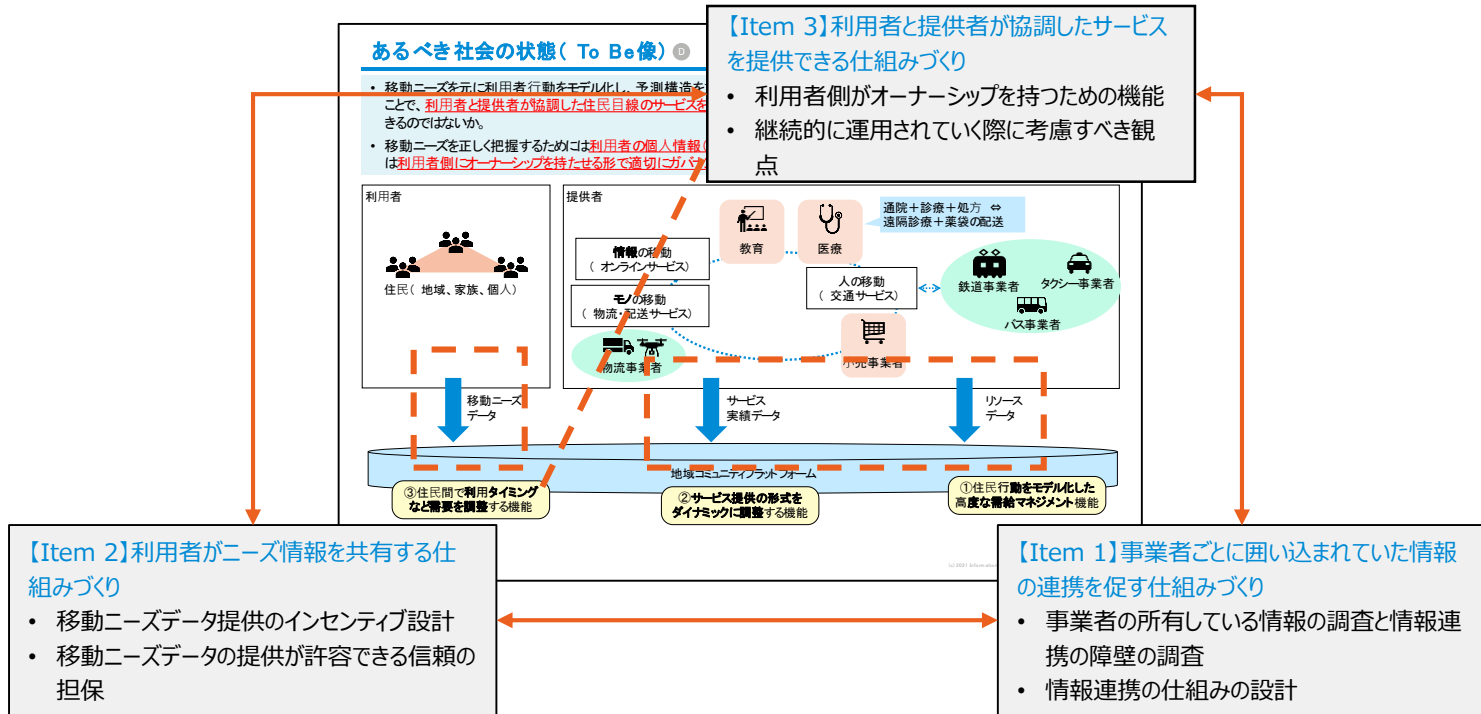 【Item 3】利用者と提供者が協調したサービス
を提供できる仕組みづくり
• 利用者側がオーナーシップを持つための機能
• 継続的に運用されていく際に考慮すべき観
点
あるべき社会の状態( To Be像) D
• 移動ニーズを元に利用者行動をモデル化し、予測構造を
ことで、利用者と提供者が協調した住民目線のサービスを
きるのではないか。
• 移動ニーズを正しく把握するためには利用者の個人情報(
は利用者側にオーナーシップを持たせる形で適切にガバナ
利用者
住民( 地域、家族、個人)
提供者
教育
医療
通院＋診療＋処方 ⇔
遠隔診療＋薬袋の配送
情報の移動
( オンラインサービス)
モノの移動
( 物流・配送サービス)
人の移動
( 交通サービス)
鉄道事業者
タクシー事業者
バス事業者
物流事業者
小売事業者
移動ニーズ
データ
サービス
実績データ
リソース
データ
地域コミュニティプラットフォーム
③住民間で利用タイミング
など需要を調整する機能
②サービス提供の形式を
ダイナミックに調整する機能
①住民行動をモデル化した
高度な需給マネジメント機能
【Item 2】利用者がニーズ情報を共有する仕
組みづくり
• 移動ニーズデータ提供のインセンティブ設計
• 移動ニーズデータの提供が許容できる信頼の
担保
【Item 1】事業者ごとに囲い込まれていた情報
の連携を促す仕組みづくり
• 事業者の所有している情報の調査と情報連
携の障壁の調査
• 情報連携の仕組みの設計